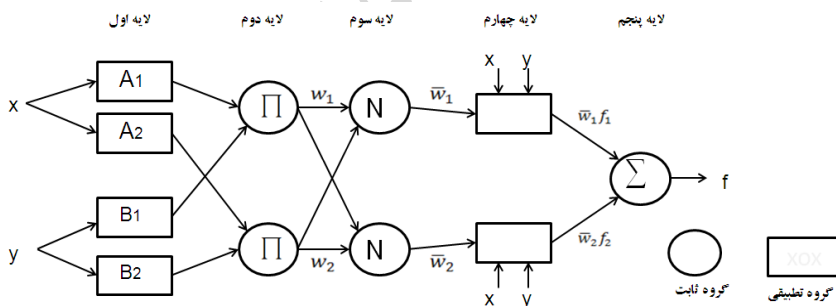 لایه اول
لایه دوم
لایه سوم
لایه چهارم
لایه پنجم
x
y
A1
A2
B1
B2
∏
∏
w₁
w₂
N
N
w̅₁
w̅₂
x y
x y
w̅₁f₁
w̅₂f₂
∑
f
xox
گروه ثابت
گروه تطبیقی